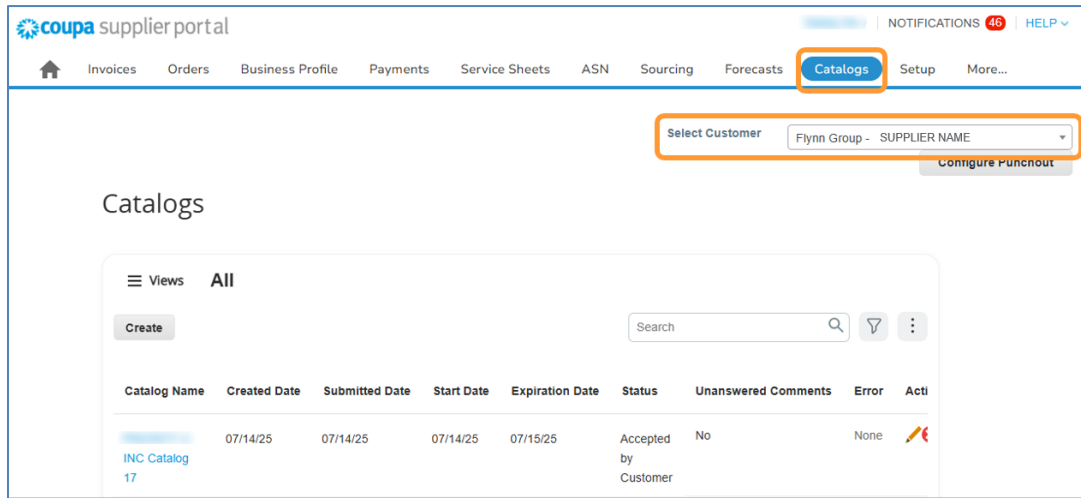 coupa supplier portal
NOTIFICATIONS 46 HELP
Invoices Orders Business Profile Payments Service Sheets ASN Sourcing Forecasts Catalogs Setup More...
Select Customer Flynn Group - SUPPLIER NAME
Configure Punchout
Catalogs
Views All
Create Search
Catalog Name Created Date Submitted Date Start Date Expiration Date Status Unanswered Comments Error Acti
07/14/25 07/14/25 07/14/25 07/15/25 Accepted No None
INC Catalog by
17 Customer